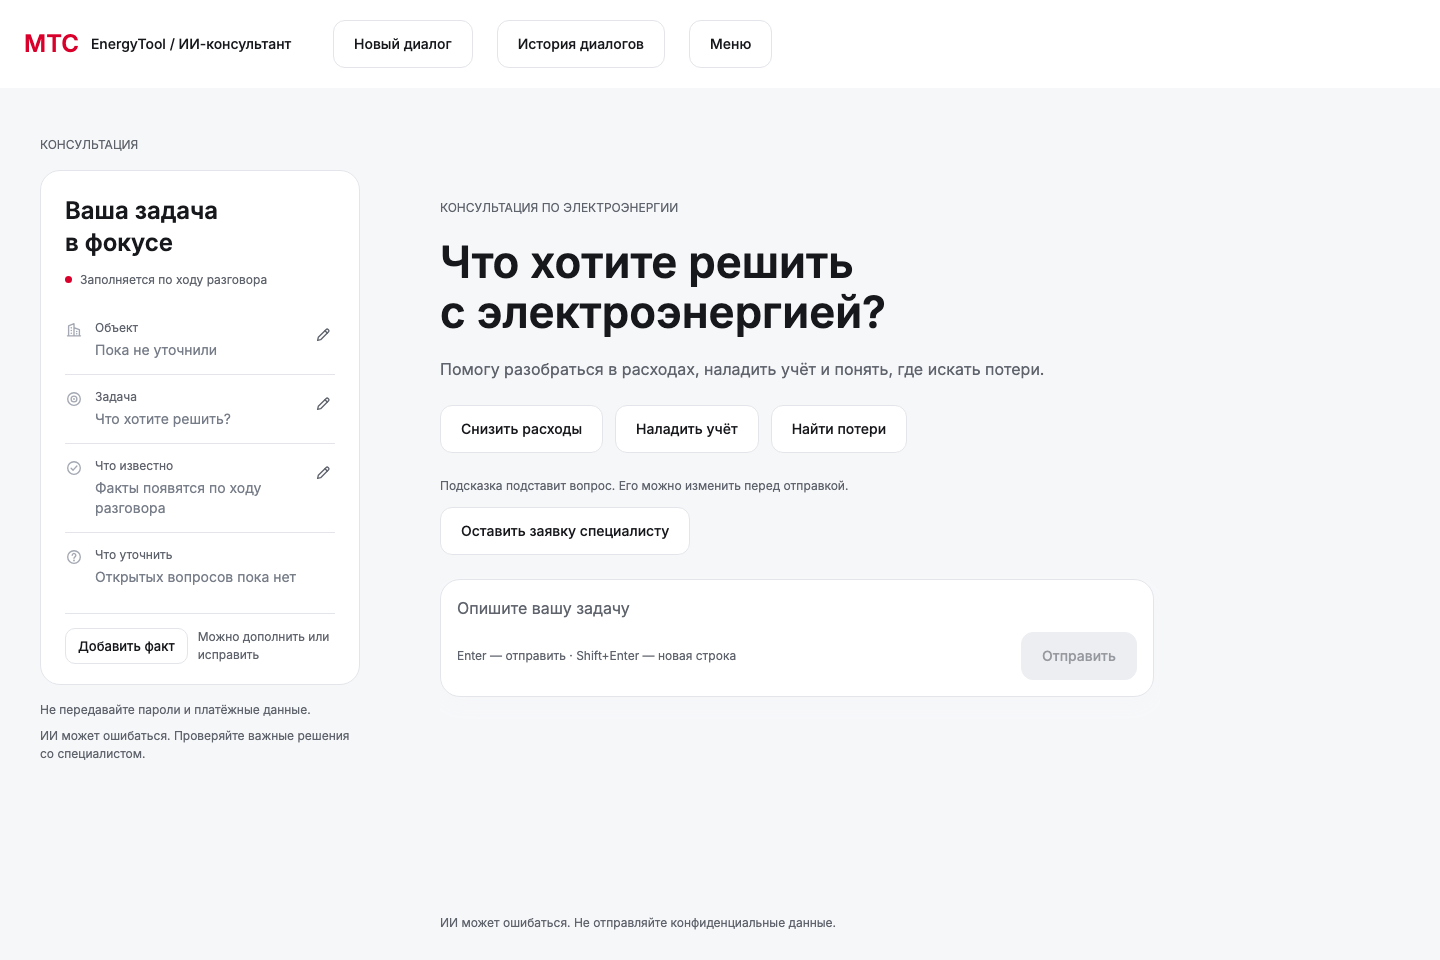 МТС EnergyTool / ИИ-консультант Новый диалог История диалогов Меню
КОНСУЛЬТАЦИЯ
Ваша задача
в фокусе
Заполняется по ходу разговора
Объект
Пока не уточнили
Задача
Что хотите решить?
Что известно
Факты появятся по ходу
разговора
Что уточнить
Открытых вопросов пока нет
Добавить факт
Можно дополнить или
исправить
Не передавайте пароли и платёжные данные.
ИИ может ошибаться. Проверяйте важные решения
со специалистом.
КОНСУЛЬТАЦИЯ ПО ЭЛЕКТРОЭНЕРГИИ
Что хотите решить
с электроэнергией?
Помогу разобраться в расходах, наладить учёт и понять, где искать потери.
Снизить расходы Наладить учёт Найти потери
Подсказка подставит вопрос. Его можно изменить перед отправкой.
Оставить заявку специалисту
Опишите вашу задачу
Enter — отправить · Shift+Enter — новая строка Отправить
ИИ может ошибаться. Не отправляйте конфиденциальные данные.